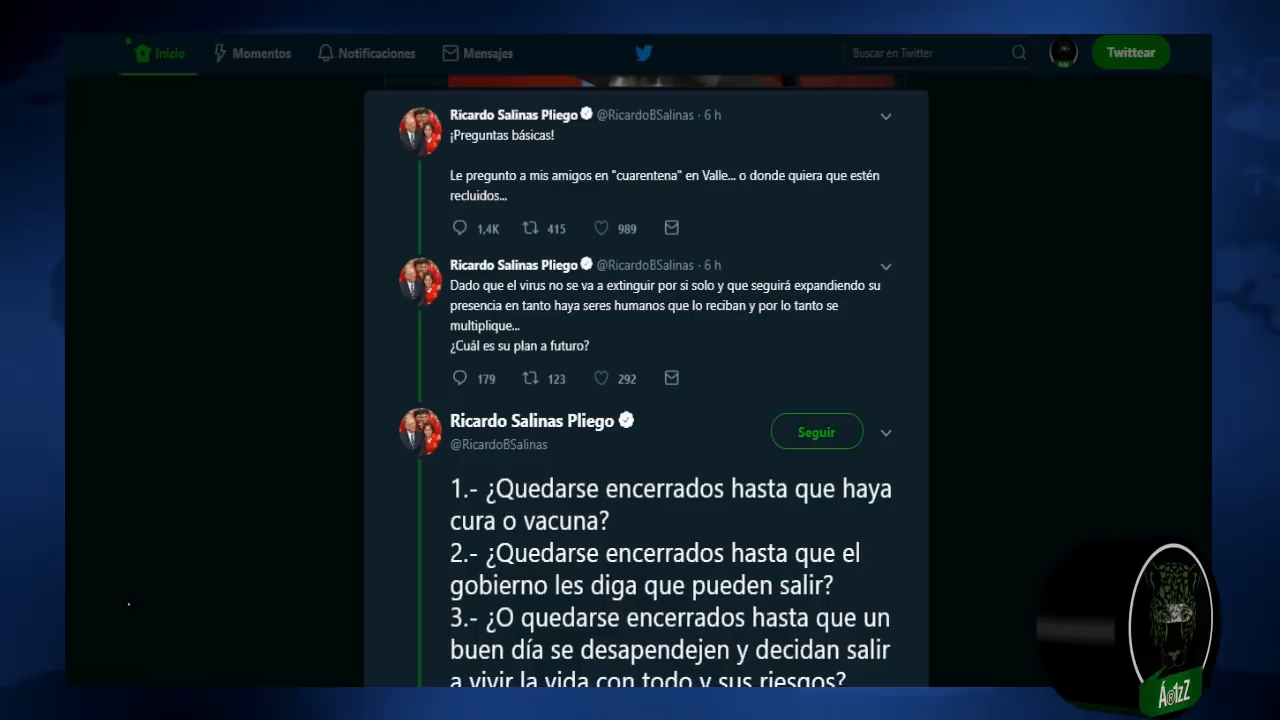 Inicio
Momentos
Notificaciones
Mensajes
Buscar en Twitter
Twittear
Ricardo Salinas Pliego @RicardoBSalinas · 6 h
¡Preguntas básicas!
Le pregunto a mis amigos en "cuarentena" en Valle... o donde quiera que estén
recluidos...
1,4K 415 989
Ricardo Salinas Pliego @RicardoBSalinas · 6 h
Dado que el virus no se va a extinguir por si solo y que seguirá expandiendo su
presencia en tanto haya seres humanos que lo reciban y por lo tanto se
multiplique...
¿Cuál es su plan a futuro?
179 123 292
Ricardo Salinas Pliego
@RicardoBSalinas
Seguir
1.- ¿Quedarse encerrados hasta que haya
cura o vacuna?
2.- ¿Quedarse encerrados hasta que el
gobierno les diga que pueden salir?
3.- ¿O quedarse encerrados hasta que un
buen día se desapendejen y decidan salir
a vivir la vida con todo y sus riesgos?